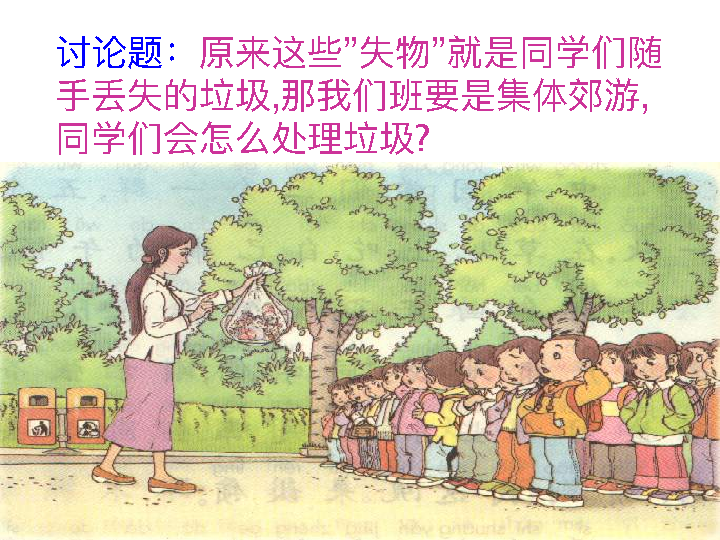 讨论题：原来这些”失物”就是同学们随
手丢失的垃圾,那我们班要是集体郊游,
同学们会怎么处理垃圾?